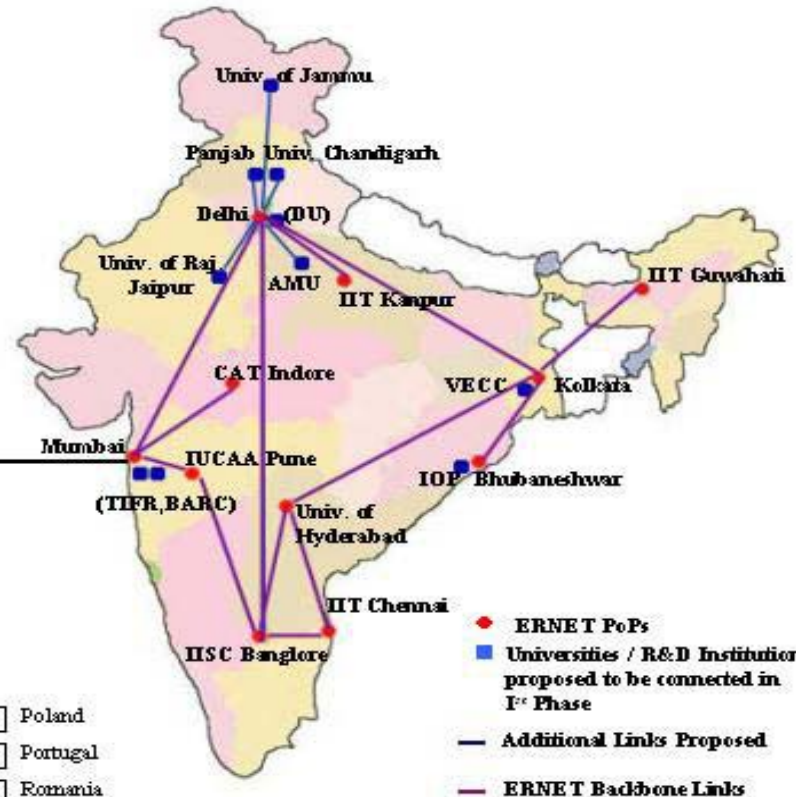 Univ. of Jammu
Panjab Univ. Chandigarh
Delhi (DU)
Univ. of Raj
Jaipur
AMU
IIT Kanpur
IIT Guwahati
CAT Indore
VECC Kolkata
Mumbai
IUCAA Pune
IOP Bhubaneshwar
(TIFR,BARC)
Univ. of
Hyderabad
IIT Chennai
IISC Banglore
ERNET PoPs
Universities / R&D Institution
proposed to be connected in
Iˢᵗ Phase
Additional Links Proposed
ERNET Backbone Links
Poland
Portugal
Romania